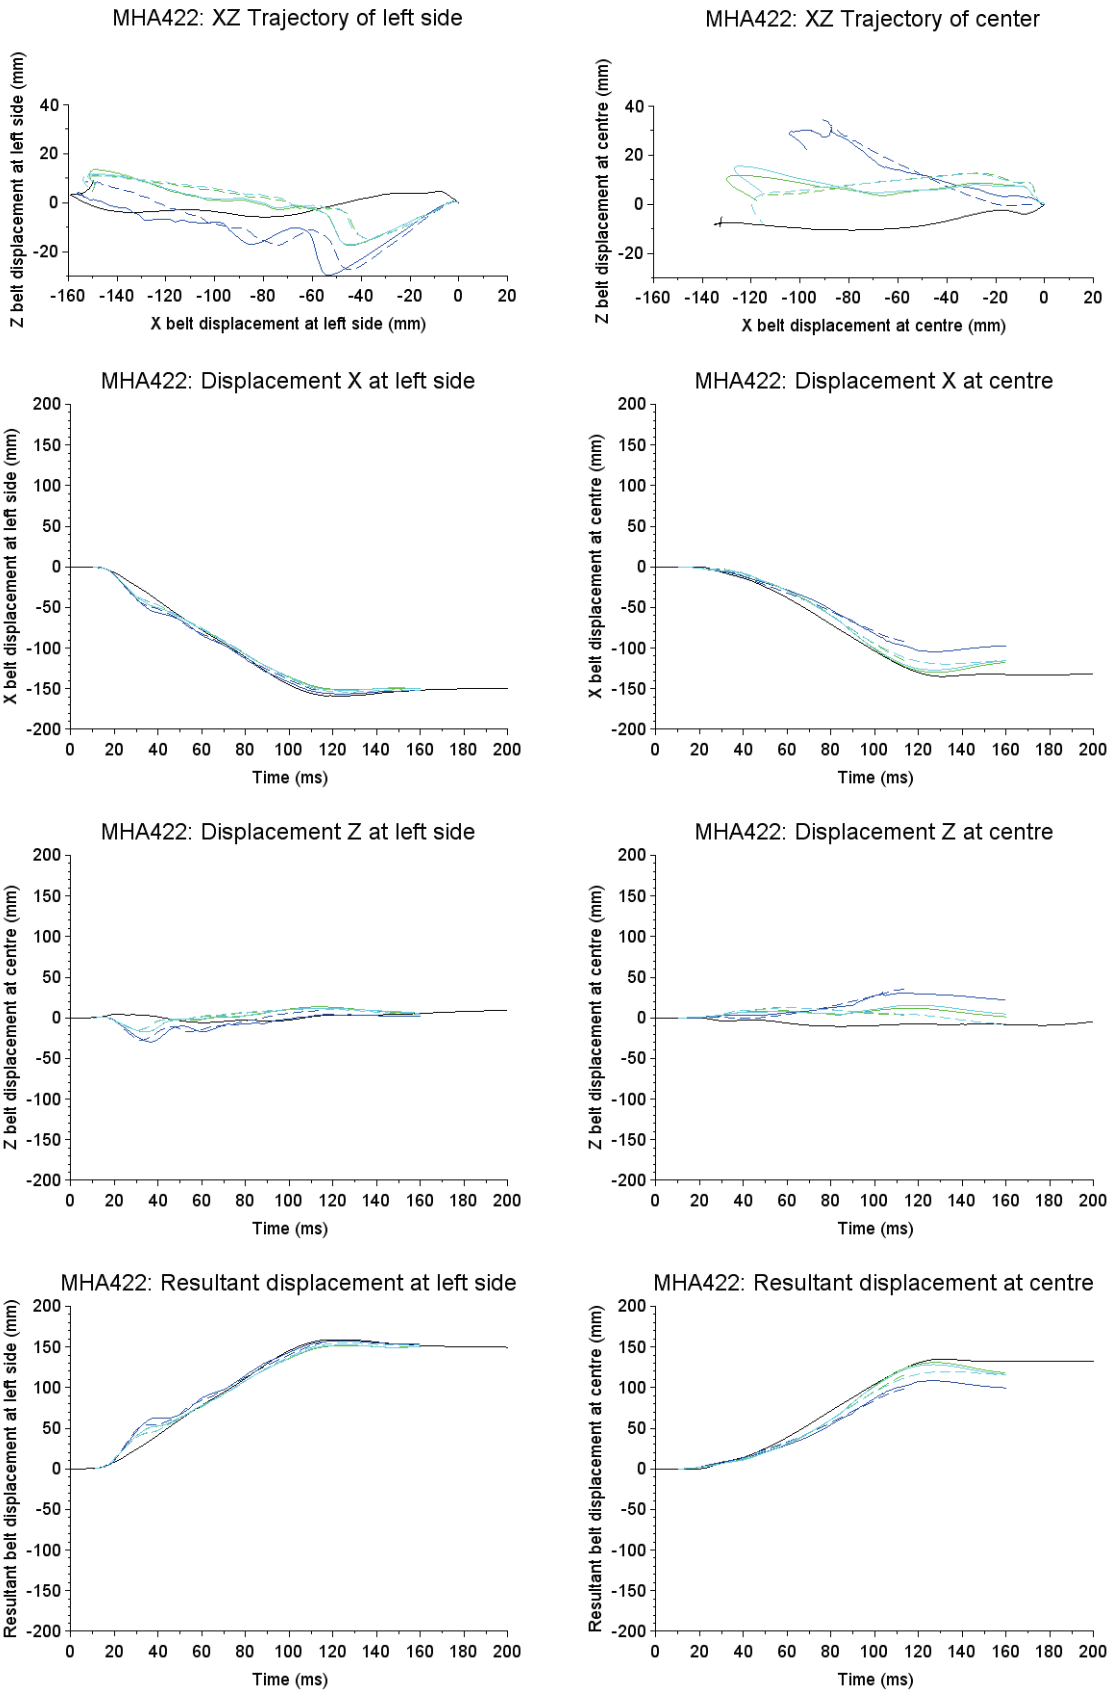 MHA422: XZ Trajectory of left side
Z belt displacement at left side (mm)
40
20
0
-20
-160 -140 -120 -100 -80 -60 -40 -20 0 20
X belt displacement at left side (mm)
MHA422: XZ Trajectory of center
Z belt displacement at centre (mm)
40
20
0
-20
-160 -140 -120 -100 -80 -60 -40 -20 0 20
X belt displacement at centre (mm)
MHA422: Displacement X at left side
X belt displacement at left side (mm)
200
150
100
50
0
-50
-100
-150
-200
0 20 40 60 80 100 120 140 160 180 200
Time (ms)
MHA422: Displacement X at centre
X belt displacement at centre (mm)
200
150
100
50
0
-50
-100
-150
-200
0 20 40 60 80 100 120 140 160 180 200
Time (ms)
MHA422: Displacement Z at left side
Z belt displacement at centre (mm)
200
150
100
50
0
-50
-100
-150
-200
0 20 40 60 80 100 120 140 160 180 200
Time (ms)
MHA422: Displacement Z at centre
Z belt displacement at centre (mm)
200
150
100
50
0
-50
-100
-150
-200
0 20 40 60 80 100 120 140 160 180 200
Time (ms)
MHA422: Resultant displacement at left side
Resultant belt displacement at left side (mm)
200
150
100
50
0
-50
-100
-150
-200
0 20 40 60 80 100 120 140 160 180 200
Time (ms)
MHA422: Resultant displacement at centre
Resultant belt displacement at centre (mm)
200
150
100
50
0
-50
-100
-150
-200
0 20 40 60 80 100 120 140 160 180 200
Time (ms)